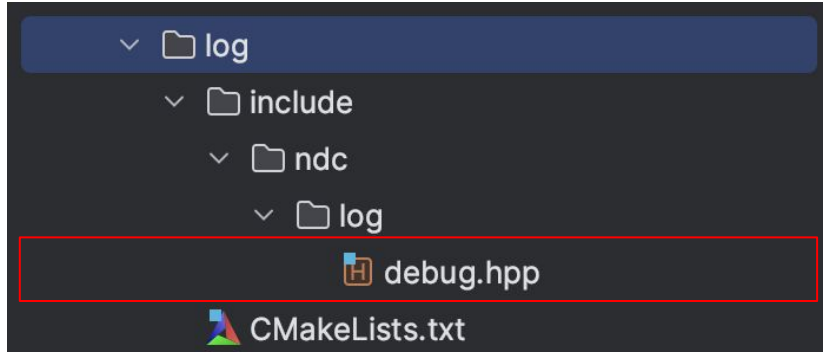 log
include
ndc
log
H debug.hpp
CMakeLists.txt